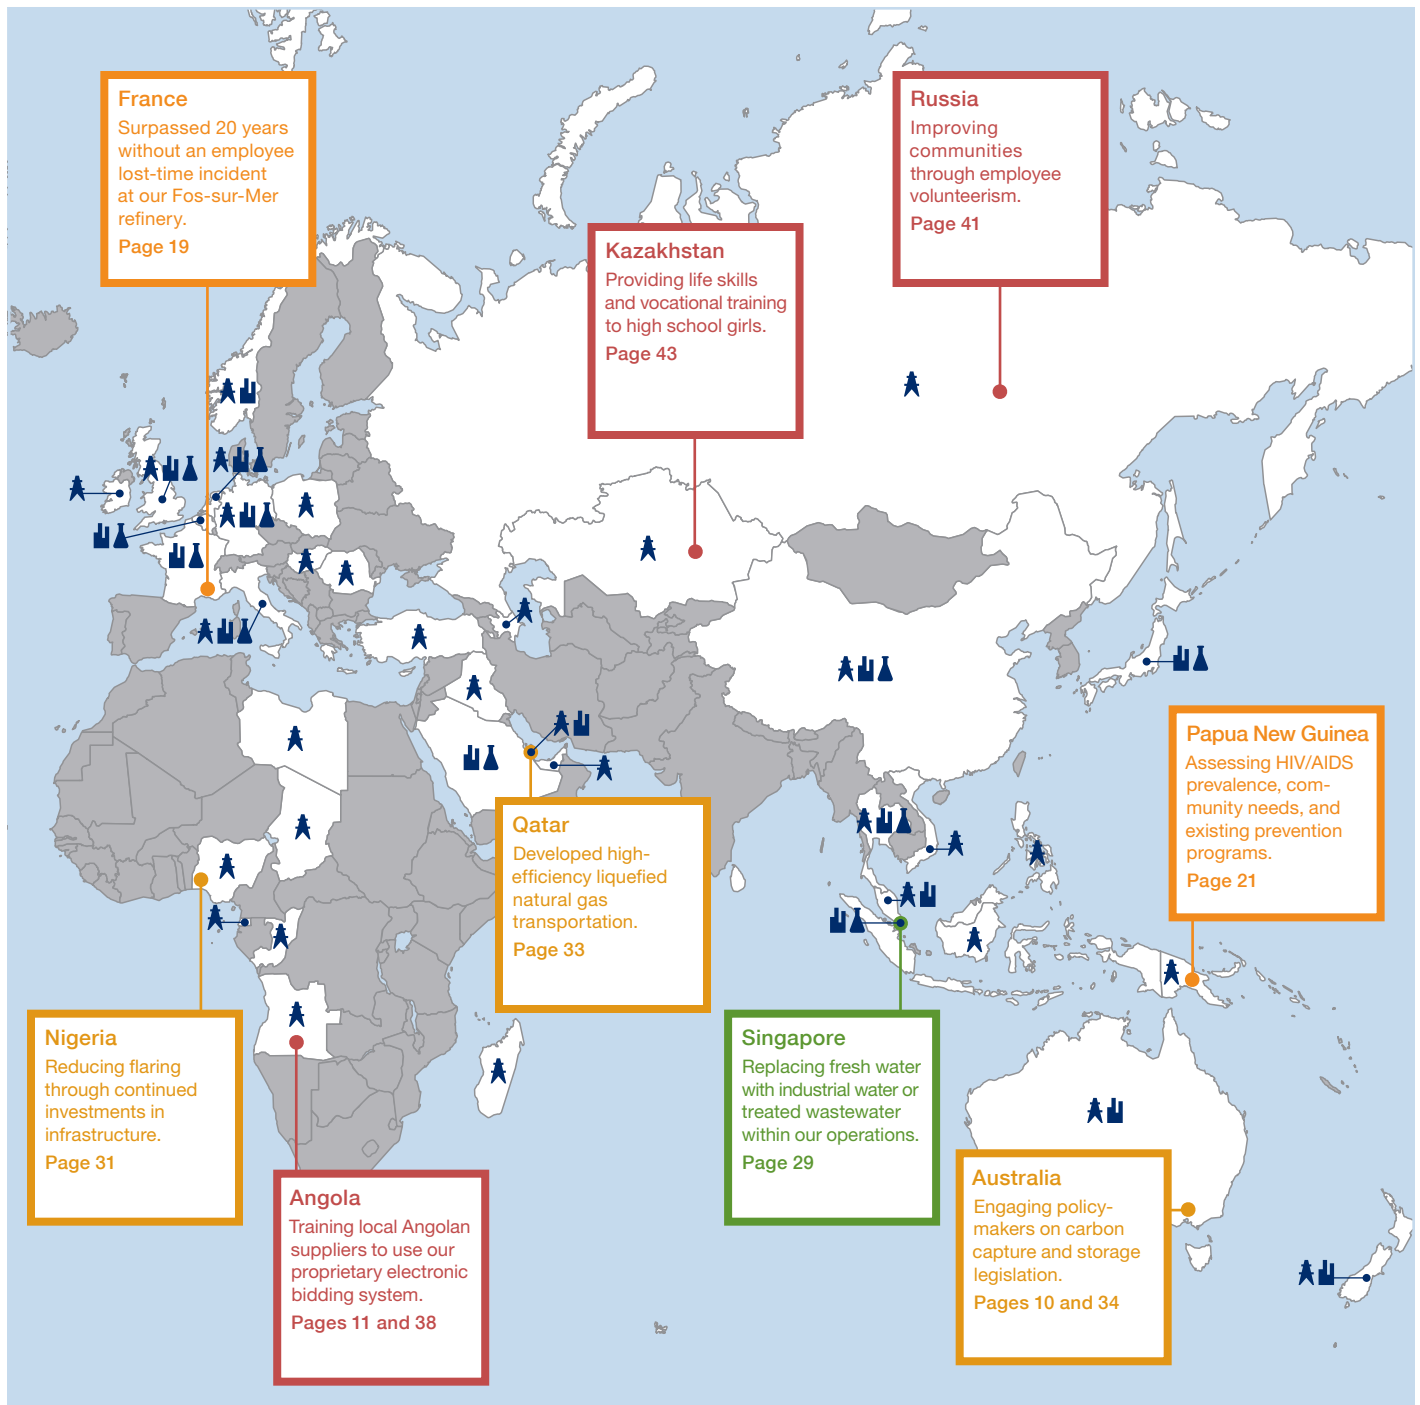 France
Surpassed 20 years
without an employee
lost-time incident
at our Fos-sur-Mer
refinery.
Page 19
Russia
Improving
communities
through employee
volunteerism.
Page 41
Kazakhstan
Providing life skills
and vocational training
to high school girls.
Page 43
Papua New Guinea
Assessing HIV/AIDS
prevalence, com-
munity needs, and
existing prevention
programs.
Page 21
Qatar
Developed high-
efficiency liquefied
natural gas
transportation.
Page 33
Nigeria
Reducing flaring
through continued
investments in
infrastructure.
Page 31
Singapore
Replacing fresh water
with industrial water or
treated wastewater
within our operations.
Page 29
Angola
Training local Angolan
suppliers to use our
proprietary electronic
bidding system.
Pages 11 and 38
Australia
Engaging policy-
makers on carbon
capture and storage
legislation.
Pages 10 and 34